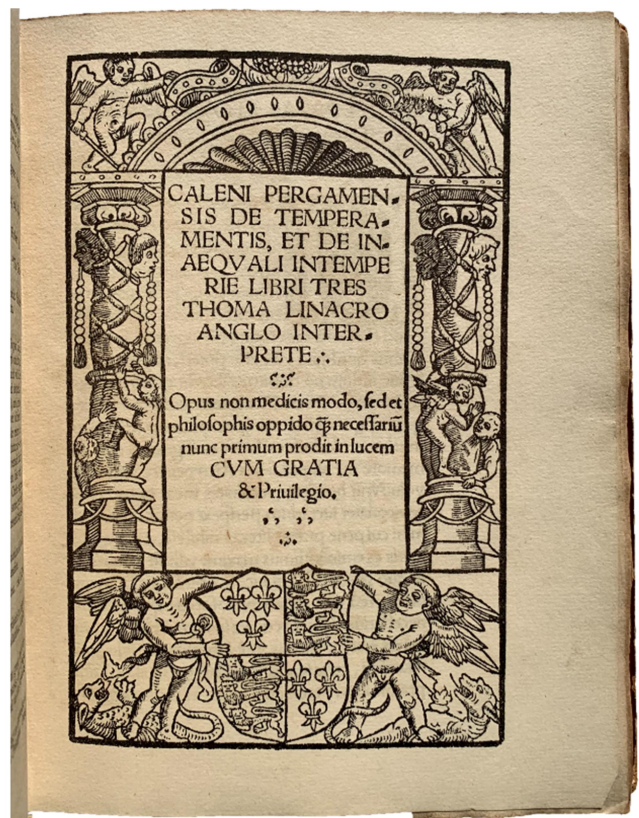 GALENI PERGAMEN⸗
SIS DE TEMPERA⸗
MENTIS, ET DE IN⸗
AEQVALI INTEMPE
RIE LIBRI TRES
THOMA LINACRO
ANGLO INTER⸗
PRETE.
Opus non medicis modo, ſed et
philoſophis oppido ꝙ̃ neceſſariũ
nunc primum prodit in lucem
CVM GRATIA
& Priuilegio.